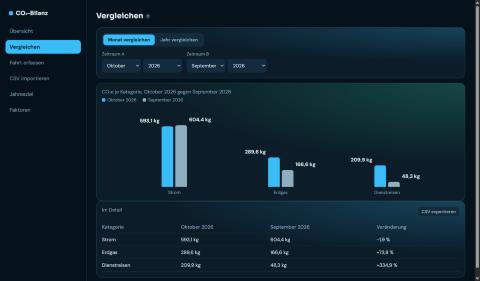 CO₂-Bilanz
Übersicht
Vergleichen
Fahrt erfassen
CSV importieren
Jahresziel
Faktoren
Vergleichen
Monat vergleichen
Jahr vergleichen
Zeitraum A
Zeitraum B
Oktober
2026
September
2026
CO₂e je Kategorie, Oktober 2026 gegen September 2026
Oktober 2026
September 2026
593,1 kg
604,4 kg
289,6 kg
166,6 kg
209,9 kg
48,3 kg
Strom
Erdgas
Dienstreisen
Im Detail
CSV exportieren
Kategorie Oktober 2026 September 2026 Veränderung
Strom 593,1 kg 604,4 kg -1,9 %
Erdgas 289,6 kg 166,6 kg +73,8 %
Dienstreisen 209,9 kg 48,3 kg +334,9 %